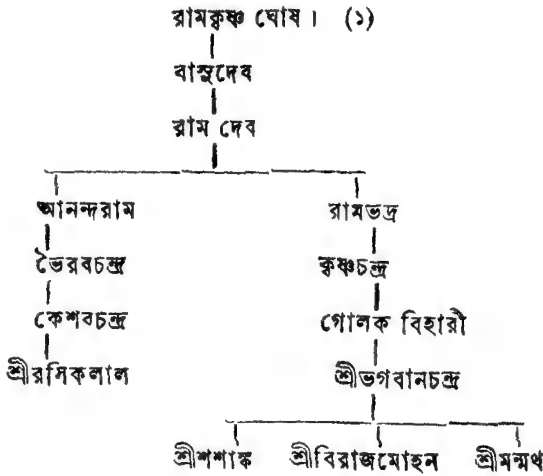 রামকৃষ্ণ ঘোষ। (১)
বাসুদেব
রাম দেব
আনন্দরাম রামভদ্র
ভৈরবচন্দ্র কৃষ্ণচন্দ্র
কেশবচন্দ্র গোলক বিহারী
শ্রীরসিকলাল শ্রীভগবানচন্দ্র
শ্রীশশাঙ্ক শ্রীবিরাজমোহন শ্রীমন্মথ